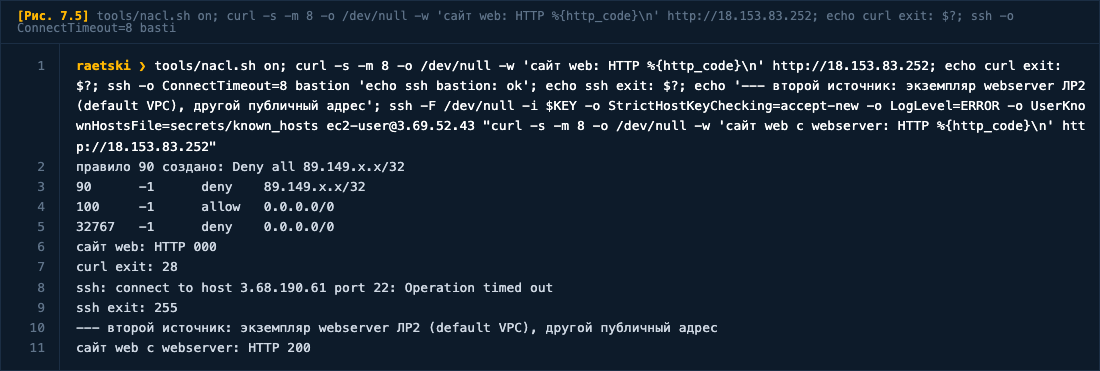 [Рис. 7.5] tools/nacl.sh on; curl -s -m 8 -o /dev/null -w 'сайт web: HTTP %{http_code}\n' http://18.153.83.252; echo curl exit: $?; ssh -o
ConnectTimeout=8 basti
1 raetski ❯ tools/nacl.sh on; curl -s -m 8 -o /dev/null -w 'сайт web: HTTP %{http_code}\n' http://18.153.83.252; echo curl exit:
$?; ssh -o ConnectTimeout=8 bastion 'echo ssh bastion: ok'; echo ssh exit: $?; echo '--- второй источник: экземпляр webserver ЛР2
(default VPC), другой публичный адрес'; ssh -F /dev/null -i $KEY -o StrictHostKeyChecking=accept-new -o LogLevel=ERROR -o UserKno
wnHostsFile=secrets/known_hosts ec2-user@3.69.52.43 "curl -s -m 8 -o /dev/null -w 'сайт web с webserver: HTTP %{http_code}\n' htt
p://18.153.83.252"
2 правило 90 создано: Deny all 89.149.x.x/32
3 90 -1 deny 89.149.x.x/32
4 100 -1 allow 0.0.0.0/0
5 32767 -1 deny 0.0.0.0/0
6 сайт web: HTTP 000
7 curl exit: 28
8 ssh: connect to host 3.68.190.61 port 22: Operation timed out
9 ssh exit: 255
10 --- второй источник: экземпляр webserver ЛР2 (default VPC), другой публичный адрес
11 сайт web с webserver: HTTP 200